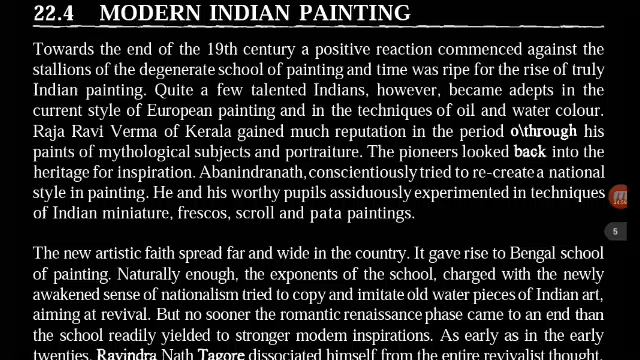 22.4 MODERN INDIAN PAINTING
Towards the end of the 19th century a positive reaction commenced against the
stallions of the degenerate school of painting and time was ripe for the rise of truly
Indian painting. Quite a few talented Indians, however, became adepts in the
current style of European painting and in the techniques of oil and water colour.
Raja Ravi Verma of Kerala gained much reputation in the period o\through his
paints of mythological subjects and portraiture. The pioneers looked back into the
heritage for inspiration. Abanindranath, conscientiously tried to re-create a national
style in painting. He and his worthy pupils assiduously experimented in techniques
of Indian miniature, frescos, scroll and pata paintings.
5
The new artistic faith spread far and wide in the country. It gave rise to Bengal school
of painting. Naturally enough, the exponents of the school, charged with the newly
awakened sense of nationalism tried to copy and imitate old water pieces of Indian art,
aiming at revival. But no sooner the romantic renaissance phase came to an end than
the school readily yielded to stronger modem inspirations. As early as in the early
twenties, Ravindra Nath Tagore dissociated himself from the entire revivalist thought.